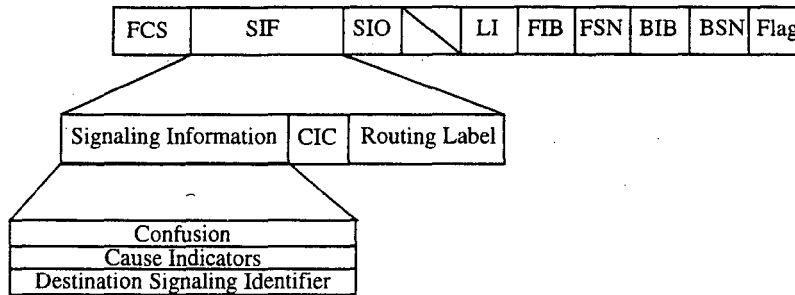 FCS SIF SIO LI FIB FSN BIB BSN Flag
Signaling Information CIC Routing Label
Confusion
Cause Indicators
Destination Signaling Identifier